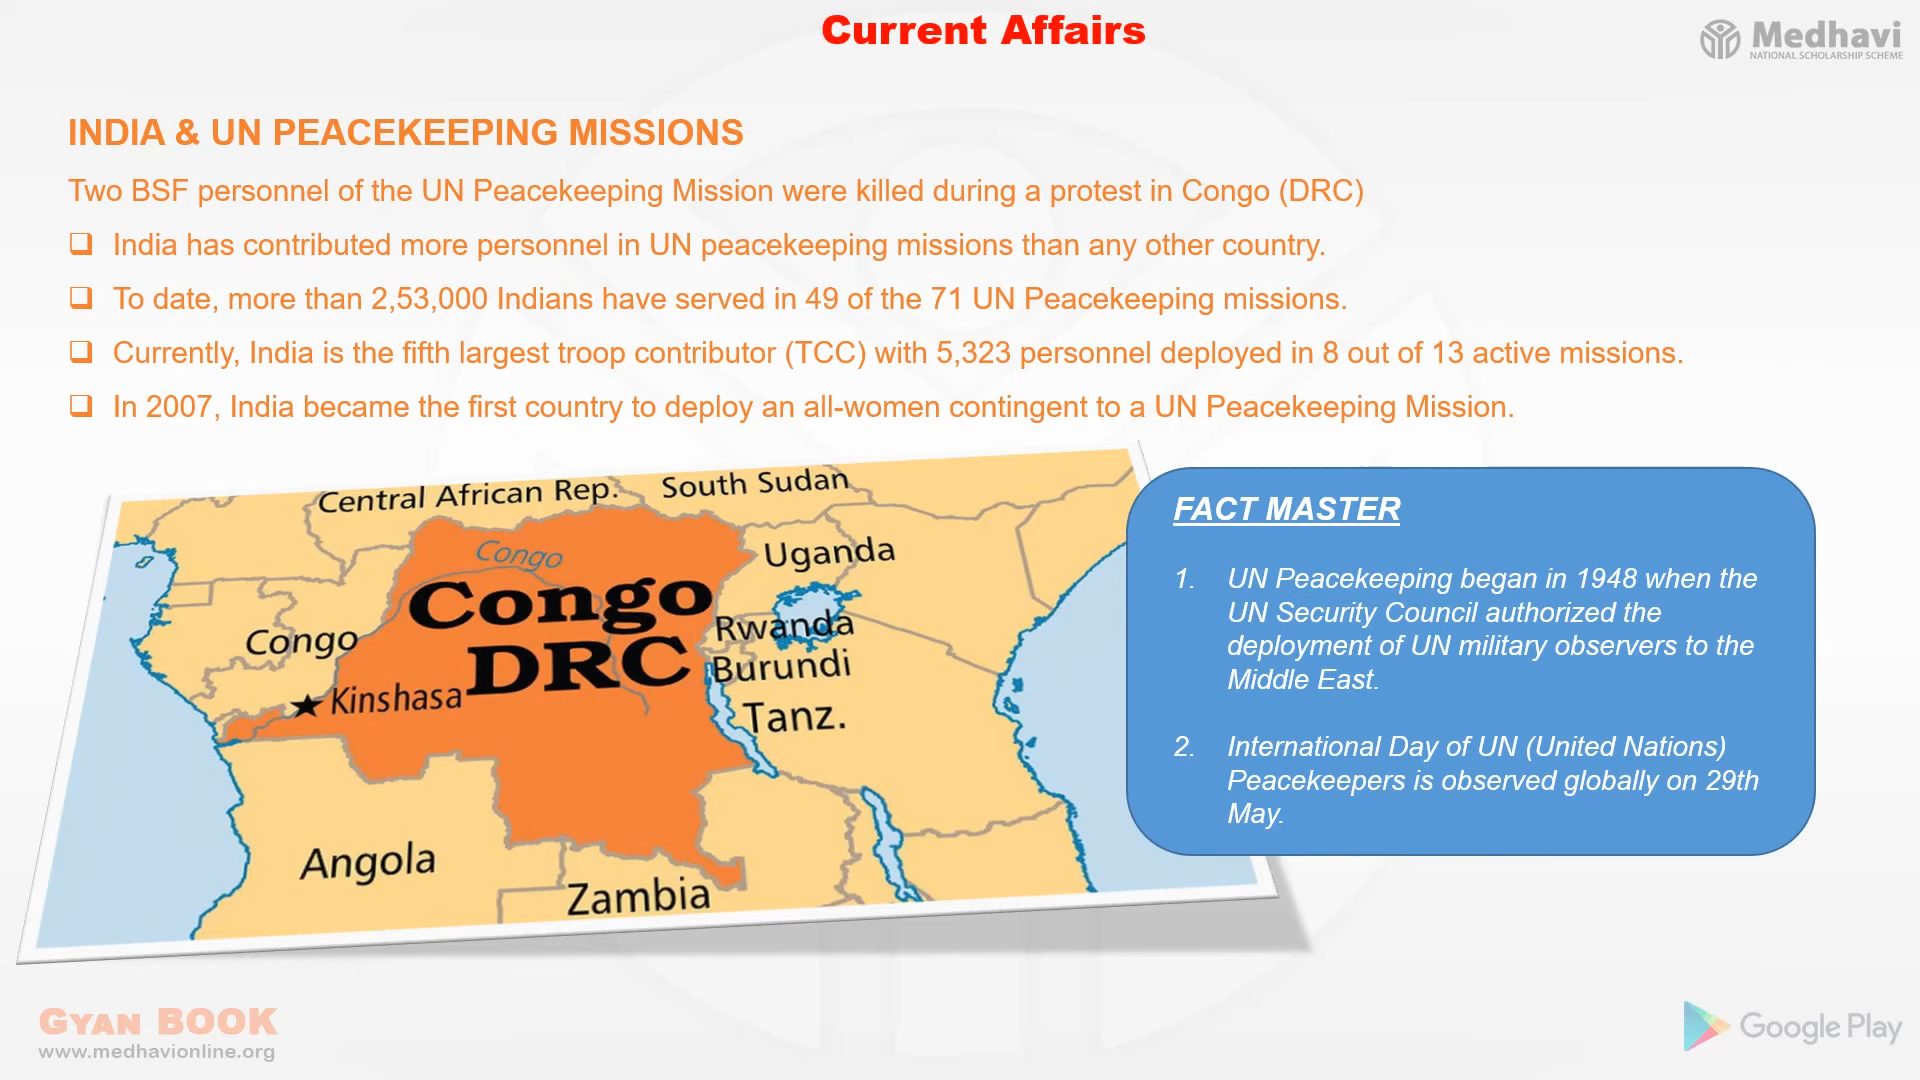 Current Affairs
Medhavi
NATIONAL SCHOLARSHIP SCHEME
INDIA & UN PEACEKEEPING MISSIONS
Two BSF personnel of the UN Peacekeeping Mission were killed during a protest in Congo (DRC)
❑ India has contributed more personnel in UN peacekeeping missions than any other country.
❑ To date, more than 2,53,000 Indians have served in 49 of the 71 UN Peacekeeping missions.
❑ Currently, India is the fifth largest troop contributor (TCC) with 5,323 personnel deployed in 8 out of 13 active missions.
❑ In 2007, India became the first country to deploy an all-women contingent to a UN Peacekeeping Mission.
Central African Rep.
South Sudan
Congo
Uganda
Congo
DRC
Rwanda
Congo
Burundi
Kinshasa
Tanz.
Angola
Zambia
FACT MASTER
1. UN Peacekeeping began in 1948 when the
UN Security Council authorized the
deployment of UN military observers to the
Middle East.
2. International Day of UN (United Nations)
Peacekeepers is observed globally on 29th
May.
GYAN BOOK
www.medhavionline.org
Google Play